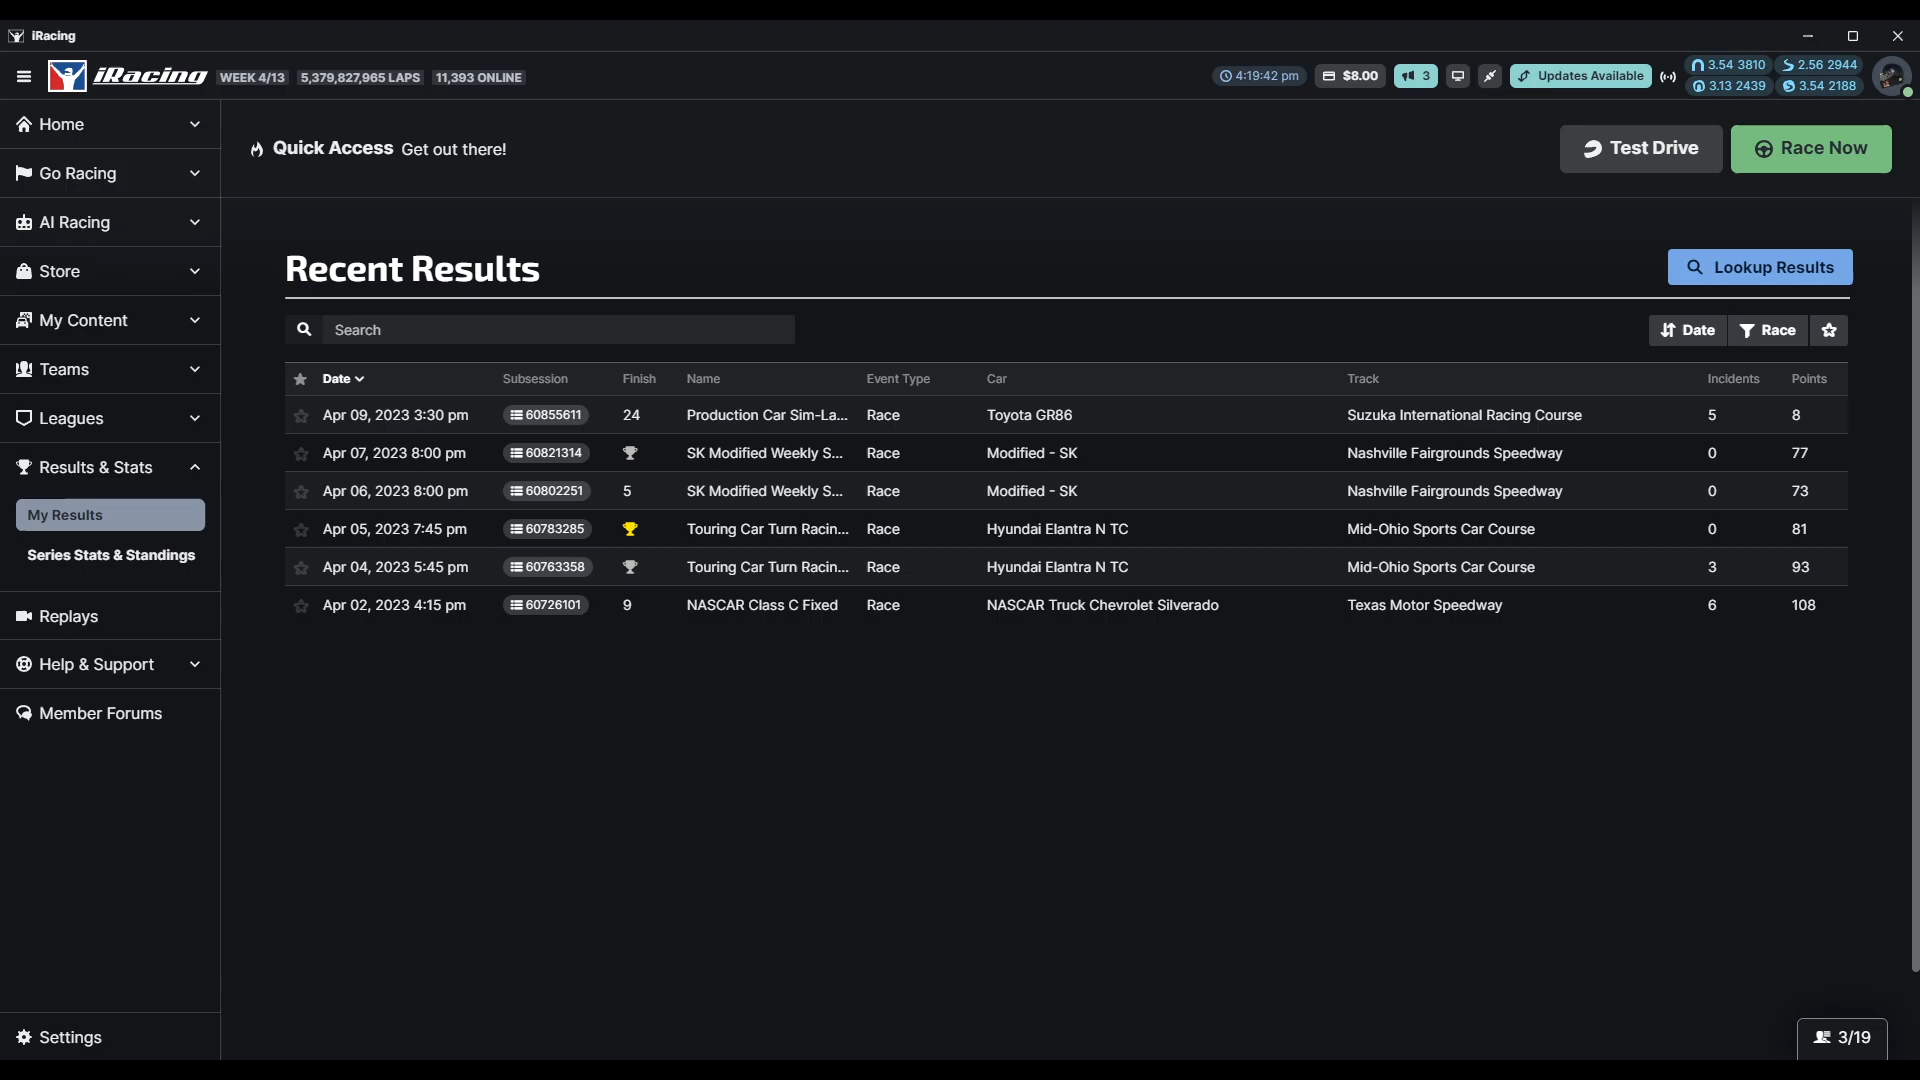 iRacing
iRacing WEEK 4/13 5,379,827,965 LAPS 11,393 ONLINE 4:19:42 pm $8.00 3 Updates Available 3.54 3810 2.56 2944
3.13 2439 3.54 2188
Home
Go Racing
AI Racing
Store
My Content
Teams
Leagues
Results & Stats
My Results
Series Stats & Standings
Replays
Help & Support
Member Forums
Settings
Quick Access Get out there!
Test Drive Race Now
Recent Results
Lookup Results
Search Date Race
Date Subsession Finish Name Event Type Car Track Incidents Points
Apr 09, 2023 3:30 pm 60855611 24 Production Car Sim-La... Race Toyota GR86 Suzuka International Racing Course 5 8
Apr 07, 2023 8:00 pm 60821314 SK Modified Weekly S... Race Modified - SK Nashville Fairgrounds Speedway 0 77
Apr 06, 2023 8:00 pm 60802251 5 SK Modified Weekly S... Race Modified - SK Nashville Fairgrounds Speedway 0 73
Apr 05, 2023 7:45 pm 60783285 Touring Car Turn Racin... Race Hyundai Elantra N TC Mid-Ohio Sports Car Course 0 81
Apr 04, 2023 5:45 pm 60763358 Touring Car Turn Racin... Race Hyundai Elantra N TC Mid-Ohio Sports Car Course 3 93
Apr 02, 2023 4:15 pm 60726101 9 NASCAR Class C Fixed Race NASCAR Truck Chevrolet Silverado Texas Motor Speedway 6 108
3/19